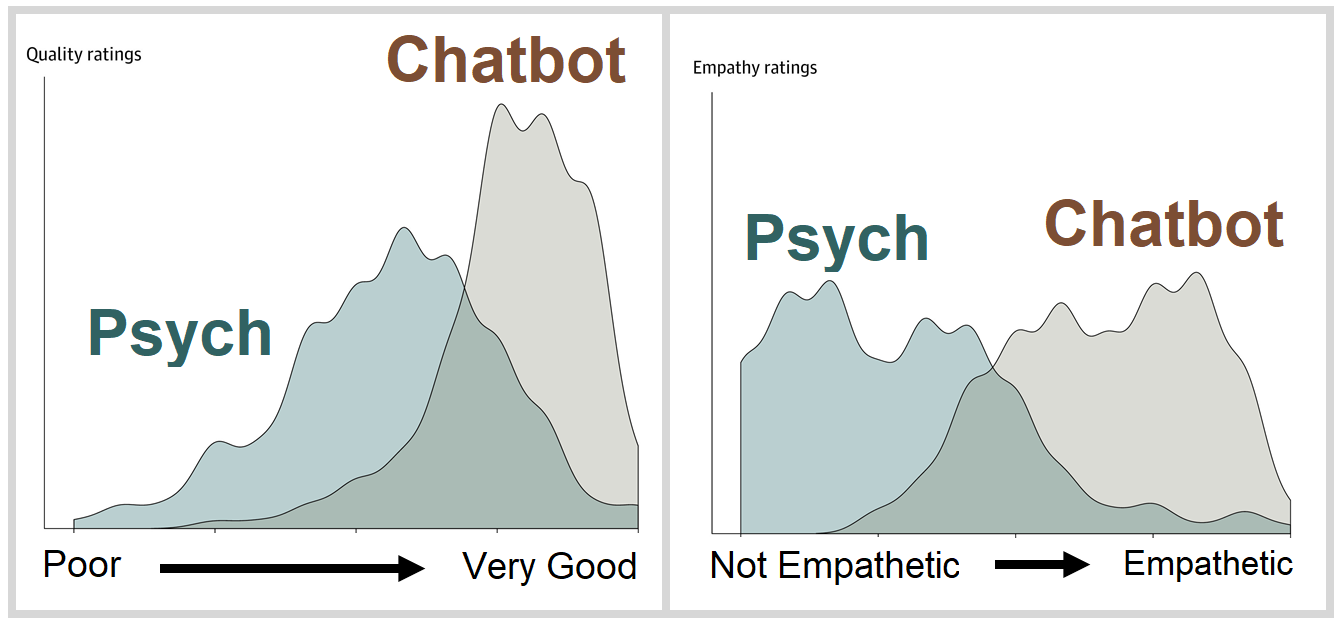 Quality ratings
Chatbot
Psych
Poor
Very Good
Empathy ratings
Psych
Chatbot
Not Empathetic
Empathetic